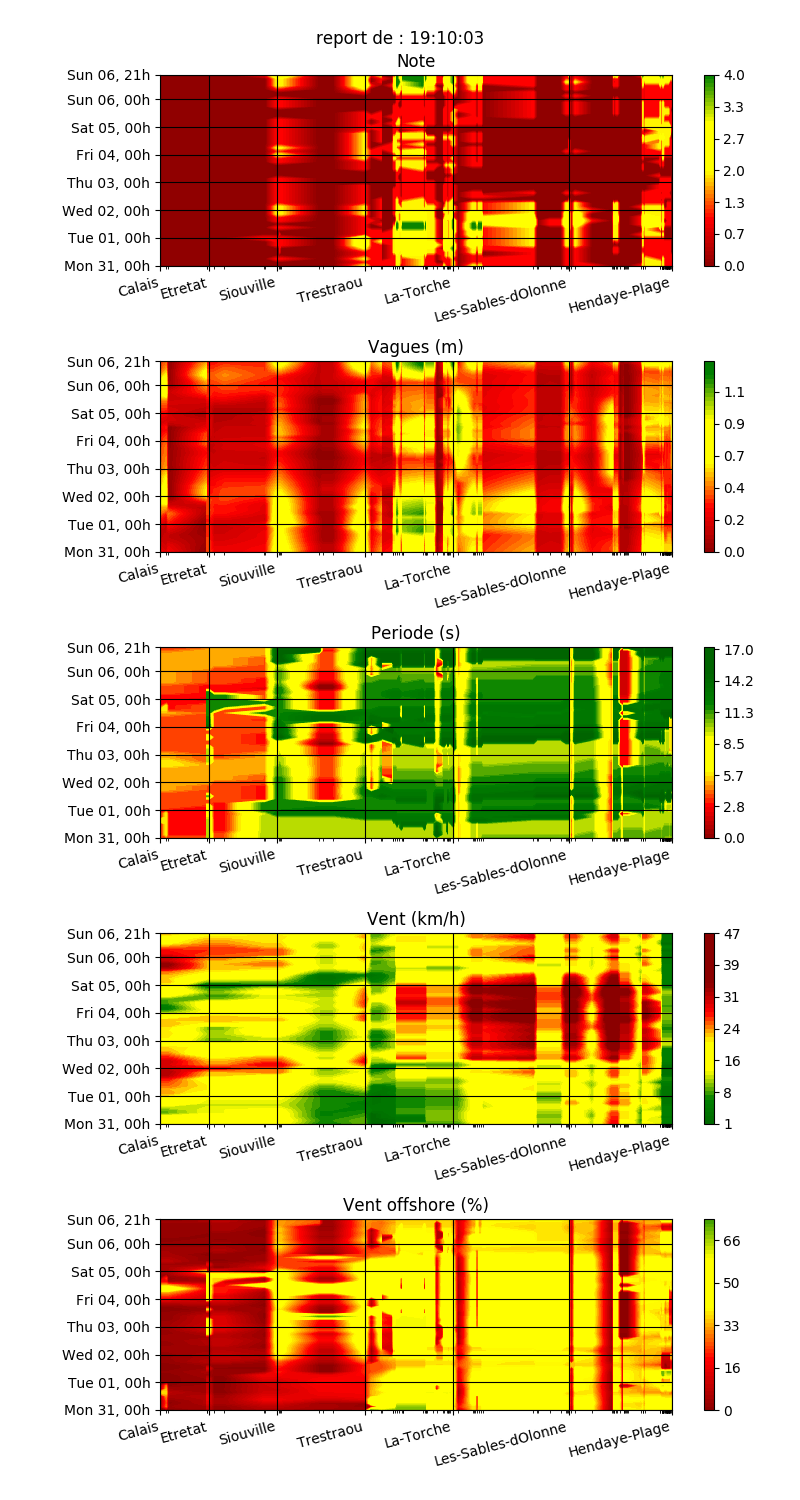 report de : 19:10:03
Note
Sun 06, 21h
Sun 06, 00h
Sat 05, 00h
Fri 04, 00h
Thu 03, 00h
Wed 02, 00h
Tue 01, 00h
Mon 31, 00h
4.0
3.3
2.7
2.0
1.3
0.7
0.0
Calais
Etretat
Siouville
Trestraou
La-Torche
Les-Sables-dOlonne
Hendaye-Plage
Vagues (m)
Sun 06, 21h
Sun 06, 00h
Sat 05, 00h
Fri 04, 00h
Thu 03, 00h
Wed 02, 00h
Tue 01, 00h
Mon 31, 00h
1.1
0.9
0.7
0.4
0.2
0.0
Calais
Etretat
Siouville
Trestraou
La-Torche
Les-Sables-dOlonne
Hendaye-Plage
Periode (s)
Sun 06, 21h
Sun 06, 00h
Sat 05, 00h
Fri 04, 00h
Thu 03, 00h
Wed 02, 00h
Tue 01, 00h
Mon 31, 00h
17.0
14.2
11.3
8.5
5.7
2.8
0.0
Calais
Etretat
Siouville
Trestraou
La-Torche
Les-Sables-dOlonne
Hendaye-Plage
Vent (km/h)
Sun 06, 21h
Sun 06, 00h
Sat 05, 00h
Fri 04, 00h
Thu 03, 00h
Wed 02, 00h
Tue 01, 00h
Mon 31, 00h
47
39
31
24
16
8
1
Calais
Etretat
Siouville
Trestraou
La-Torche
Les-Sables-dOlonne
Hendaye-Plage
Vent offshore (%)
Sun 06, 21h
Sun 06, 00h
Sat 05, 00h
Fri 04, 00h
Thu 03, 00h
Wed 02, 00h
Tue 01, 00h
Mon 31, 00h
66
50
33
16
0
Calais
Etretat
Siouville
Trestraou
La-Torche
Les-Sables-dOlonne
Hendaye-Plage